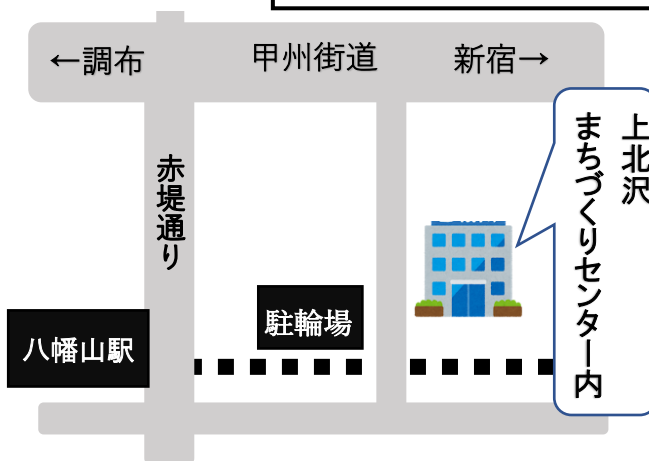 ←調布
甲州街道
新宿→
赤堤通り
上北沢
まちづくりセンター内
駐輪場
八幡山駅